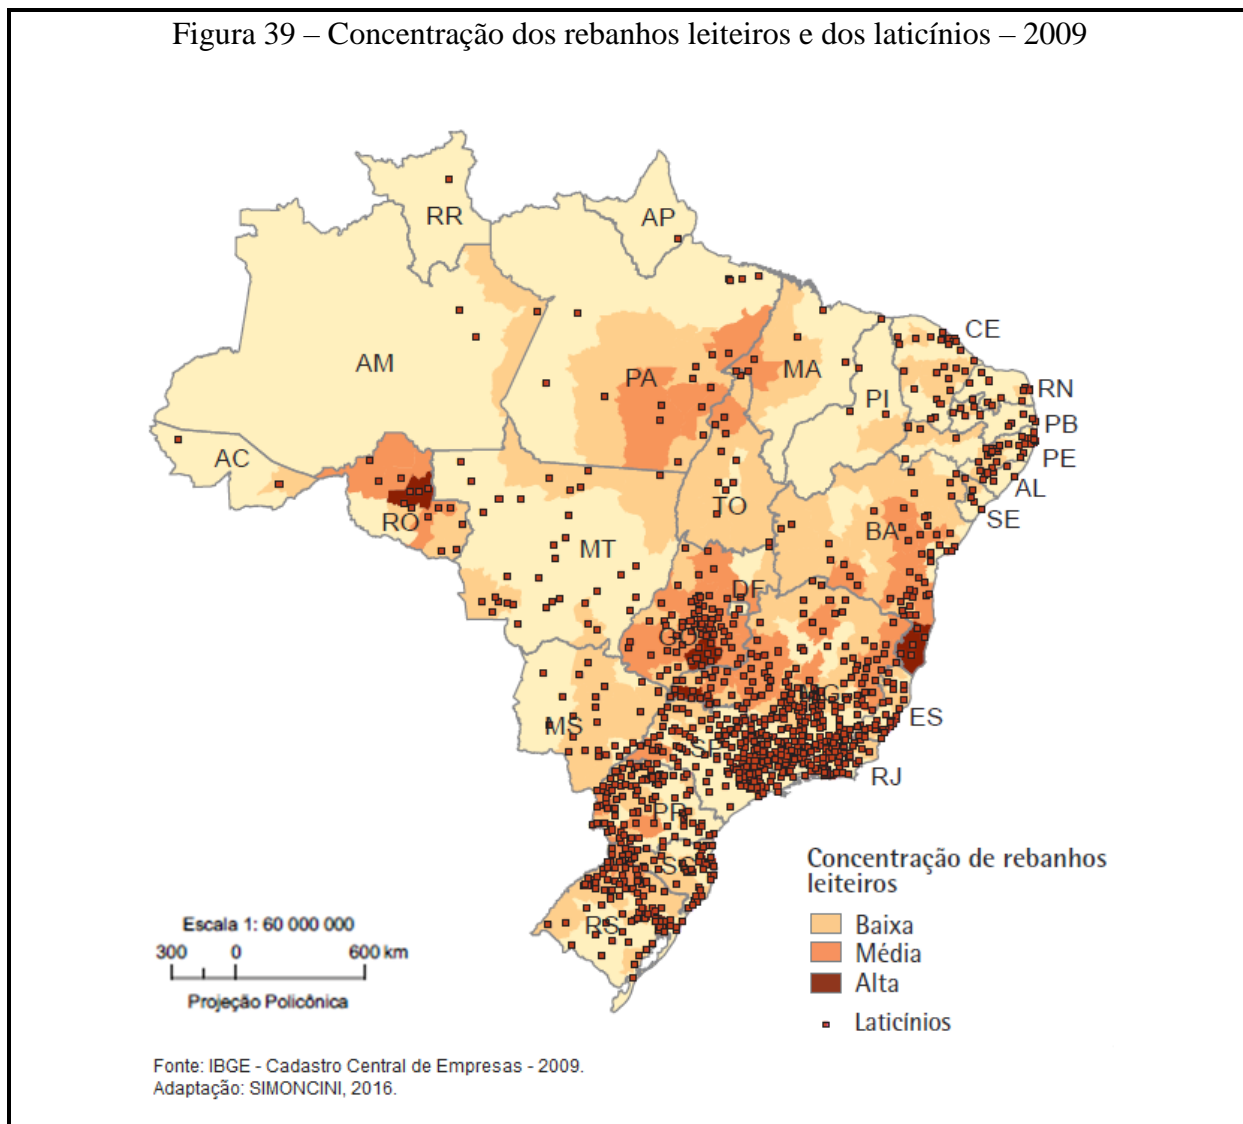 Figura 39 – Concentração dos rebanhos leiteiros e dos laticínios – 2009
RR
AP
AM
PA
MA
CE
PI
RN
PB
PE
AL
SE
AC
RO
TO
BA
MT
DF
GO
MG
ES
MS
SP
RJ
PR
SC
RS
Concentração de rebanhos
leiteiros
Baixa
Média
Alta
Laticínios
Escala 1: 60 000 000
300 0 600 km
Projeção Policônica
Fonte: IBGE - Cadastro Central de Empresas - 2009.
Adaptação: SIMONCINI, 2016.